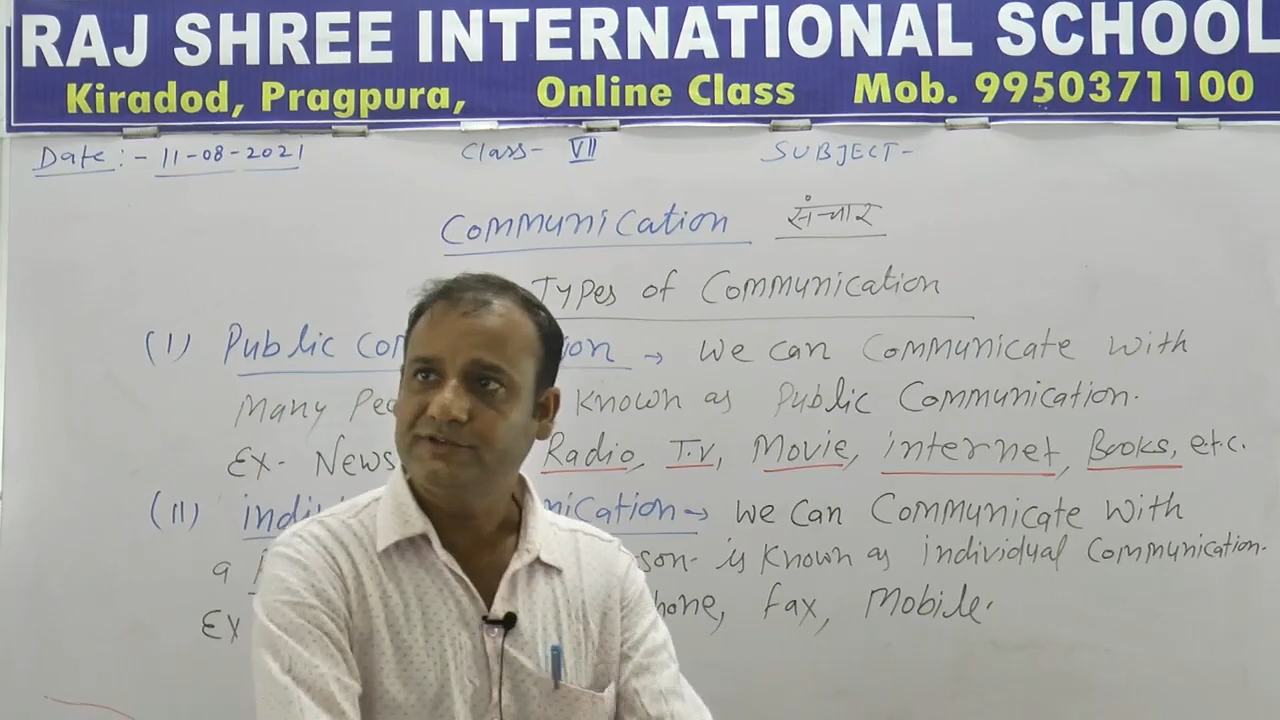 RAJ SHREE INTERNATIONAL SCHOOL
Kiradod, Pragpura, Online Class Mob. 9950371100
Date:- 11-08-2021 Class- VII SUBJECT-
Communication संचार
Types of Communication
(I) Public → We can Communicate with
Many known as Public Communication.
Ex- News Radio, T.V, Movie, internet, Books, etc.
(II) → We can Communicate with
a is known as individual Communication.
Ex Fax, Mobile.